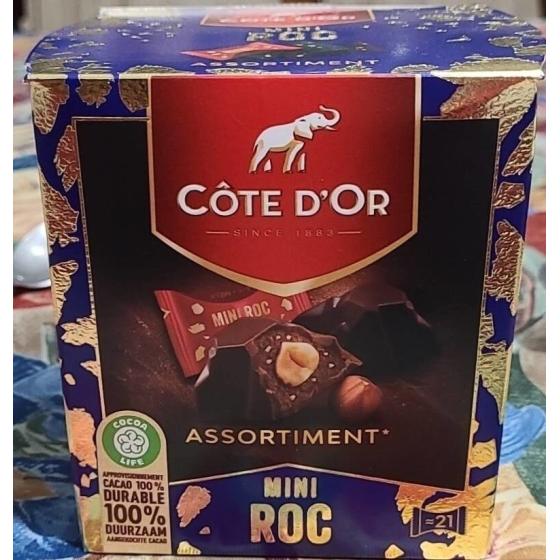 MINI
ROC
ASSORTIMENT
CÔTE D'OR
SINCE 1883
MINI ROC
ASSORTIMENT*
COCOA
LIFE
APPROVISIONNEMENT
CACAO 100 %
DURABLE
100%
DUURZAAM
AANGEKOCHTE CACAO
MINI
ROC
≈21